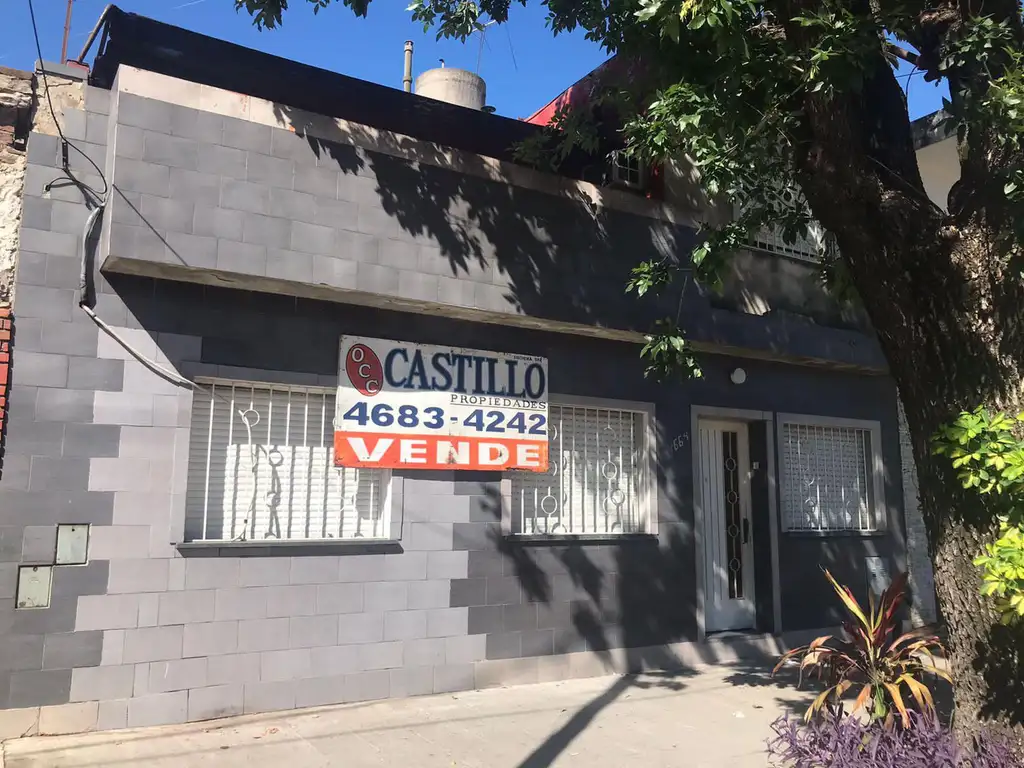 OCC CASTILLO
PROPIEDADES
4683-4242
VENDE